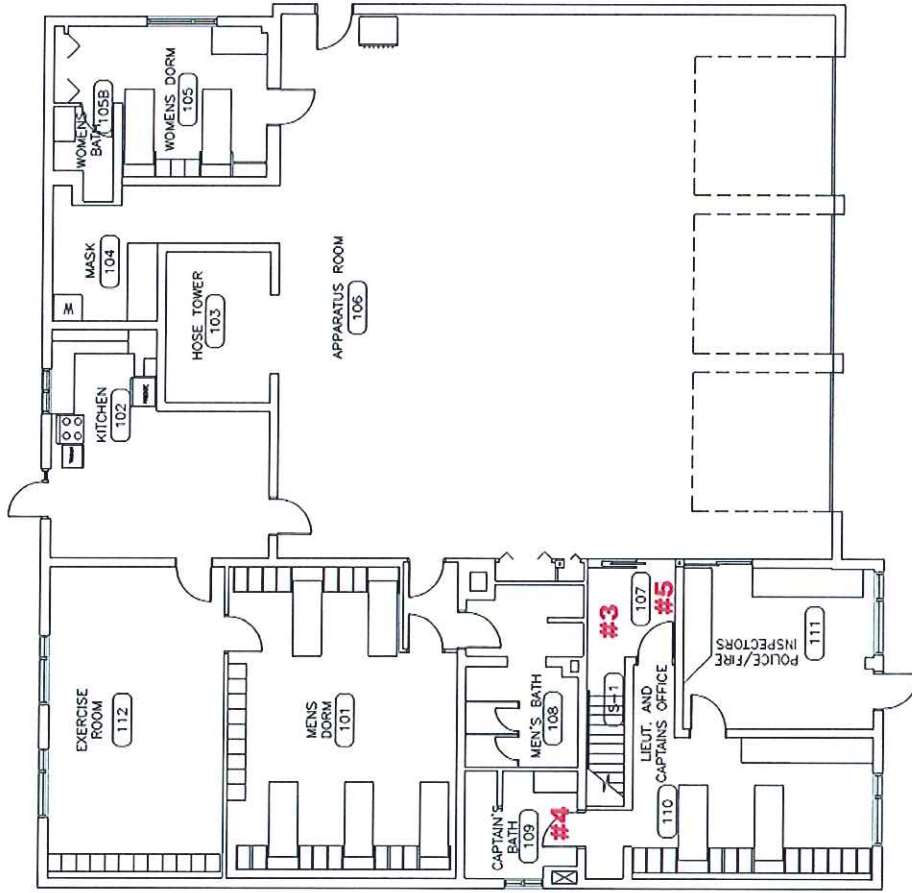 WOMENS
BATH
105B
WOMENS DORM
105
MASK
104
W
HOSE TOWER
103
KITCHEN
102
APPARATUS ROOM
106
EXERCISE
ROOM
112
MENS
DORM
101
MEN'S BATH
108
CAPTAIN'S
BATH
109
#4
#3
107
#5
S-1
LIEUT. AND
CAPTAINS OFFICE
110
POLICE/FIRE
INSPECTORS
111